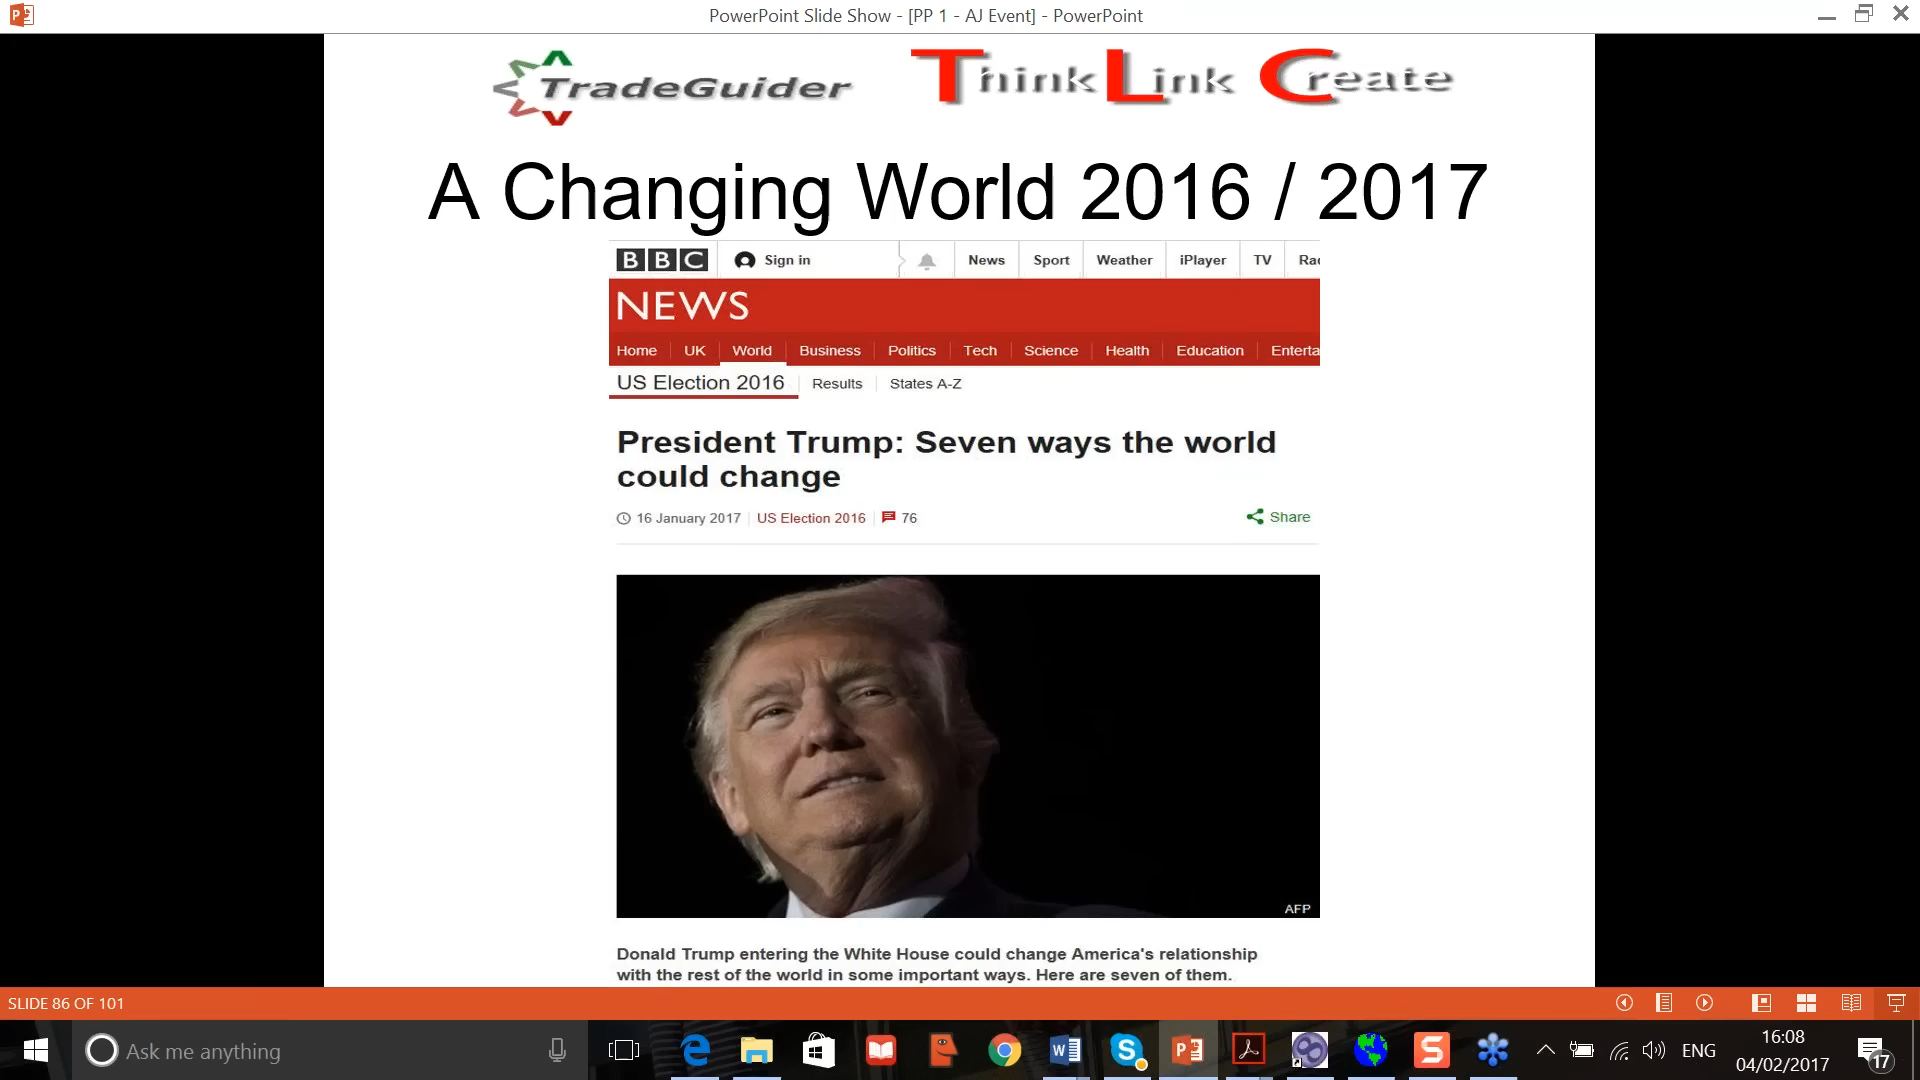 PowerPoint Slide Show - [PP 1 - AJ Event] - PowerPoint
TradeGuider Think Link Create
A Changing World 2016 / 2017
BBC Sign in News Sport Weather iPlayer TV Ra
NEWS
Home UK World Business Politics Tech Science Health Education Enterta
US Election 2016 Results States A-Z
President Trump: Seven ways the world
could change
16 January 2017 US Election 2016 76 Share
AFP
Donald Trump entering the White House could change America's relationship
with the rest of the world in some important ways. Here are seven of them.
SLIDE 86 OF 101
Ask me anything
ENG
16:08
04/02/2017
17